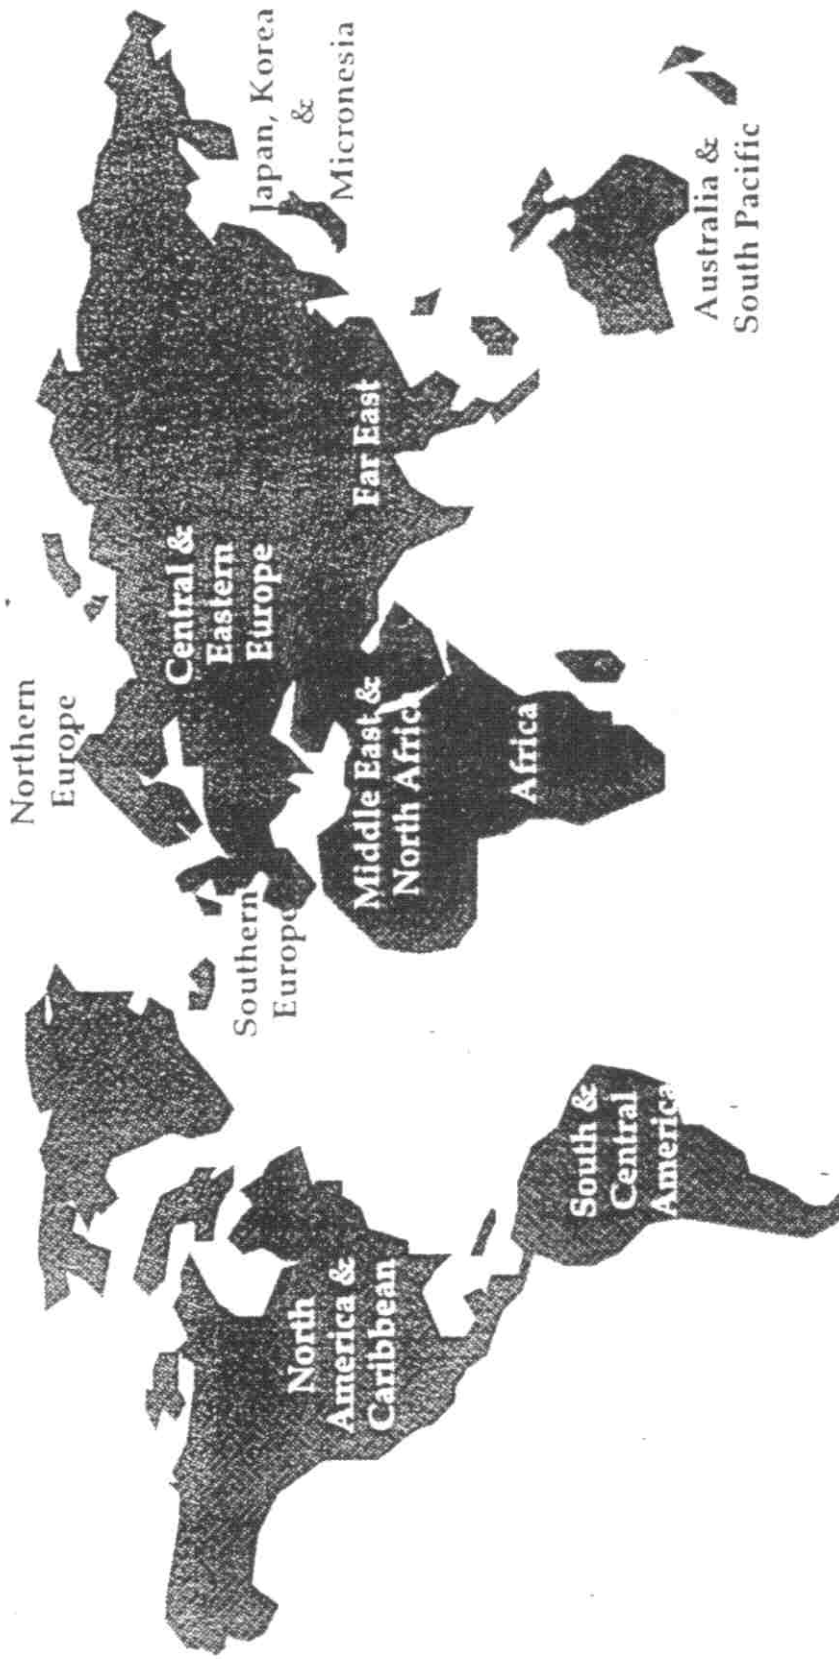 Northern
Europe
Central &
Eastern
Europe
Japan, Korea
&
Micronesia
Southern
Europe
North
America &
Caribbean
Middle East &
North Africa
Far East
Africa
South &
Central
America
Australia &
South Pacific